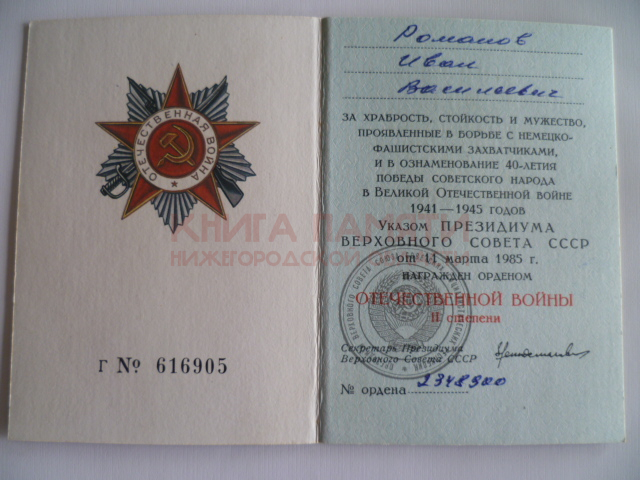 ОТЕЧЕСТВЕННАЯ ВОЙНА
г № 616905
Романов
Иван
Васильевич
ЗА ХРАБРОСТЬ, СТОЙКОСТЬ И МУЖЕСТВО,
ПРОЯВЛЕННЫЕ В БОРЬБЕ С НЕМЕЦКО-
ФАШИСТСКИМИ ЗАХВАТЧИКАМИ,
И В ОЗНАМЕНОВАНИЕ 40-ЛЕТИЯ
ПОБЕДЫ СОВЕТСКОГО НАРОДА
В ВЕЛИКОЙ ОТЕЧЕСТВЕННОЙ ВОЙНЕ
1941—1945 ГОДОВ
УКАЗОМ ПРЕЗИДИУМА
ВЕРХОВНОГО СОВЕТА СССР
от 11 марта 1985 г.
НАГРАЖДЕН ОРДЕНОМ
ОТЕЧЕСТВЕННОЙ ВОЙНЫ
II степени
Секретарь Президиума
Верховного Совета СССР
№ ордена 2348500
КНИГА ПАМЯТИ
НИЖЕГОРОДСКОЙ